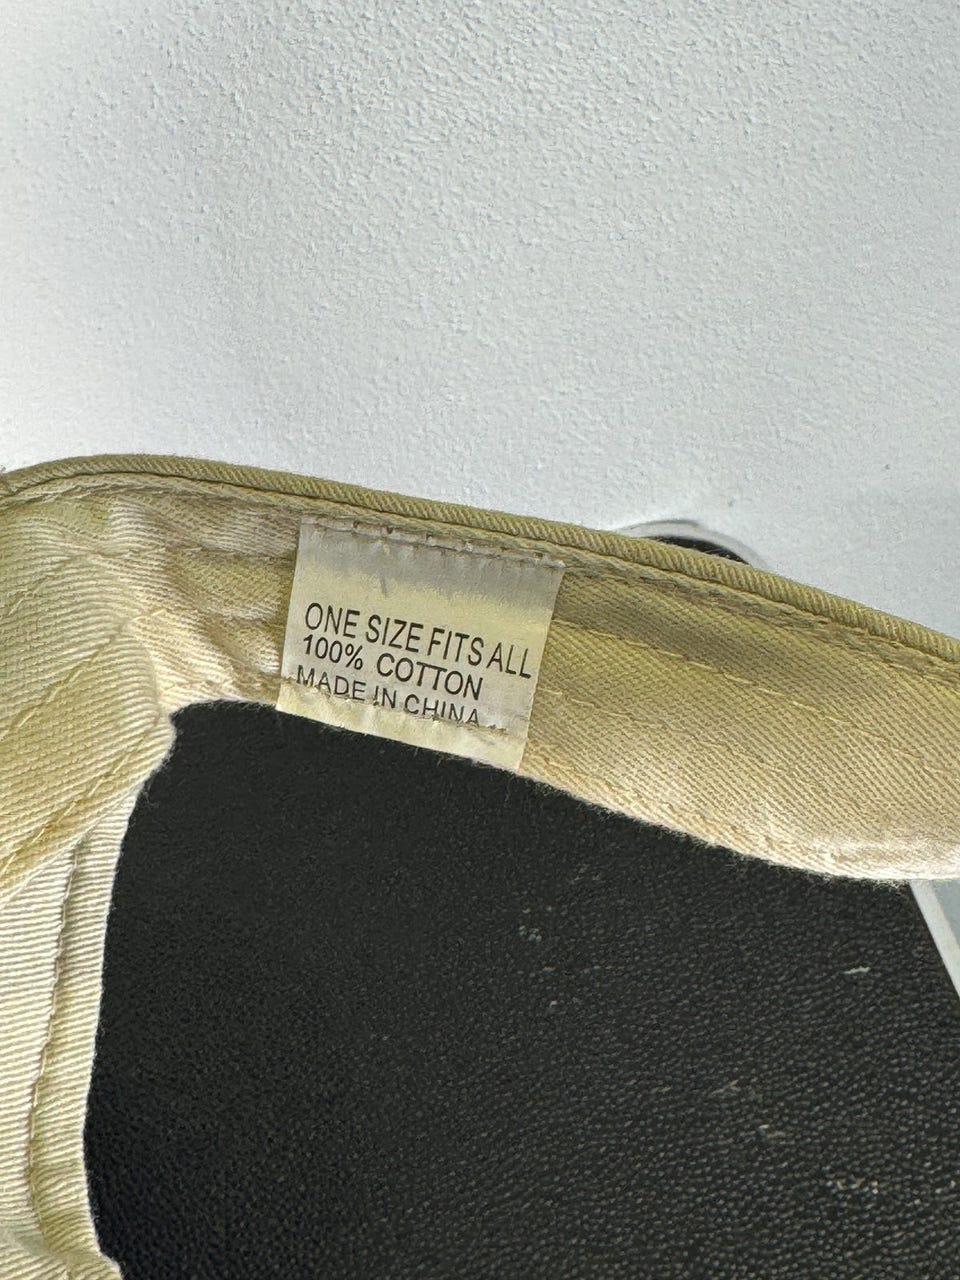 ONE SIZE FITS ALL
100% COTTON
MADE IN CHINA